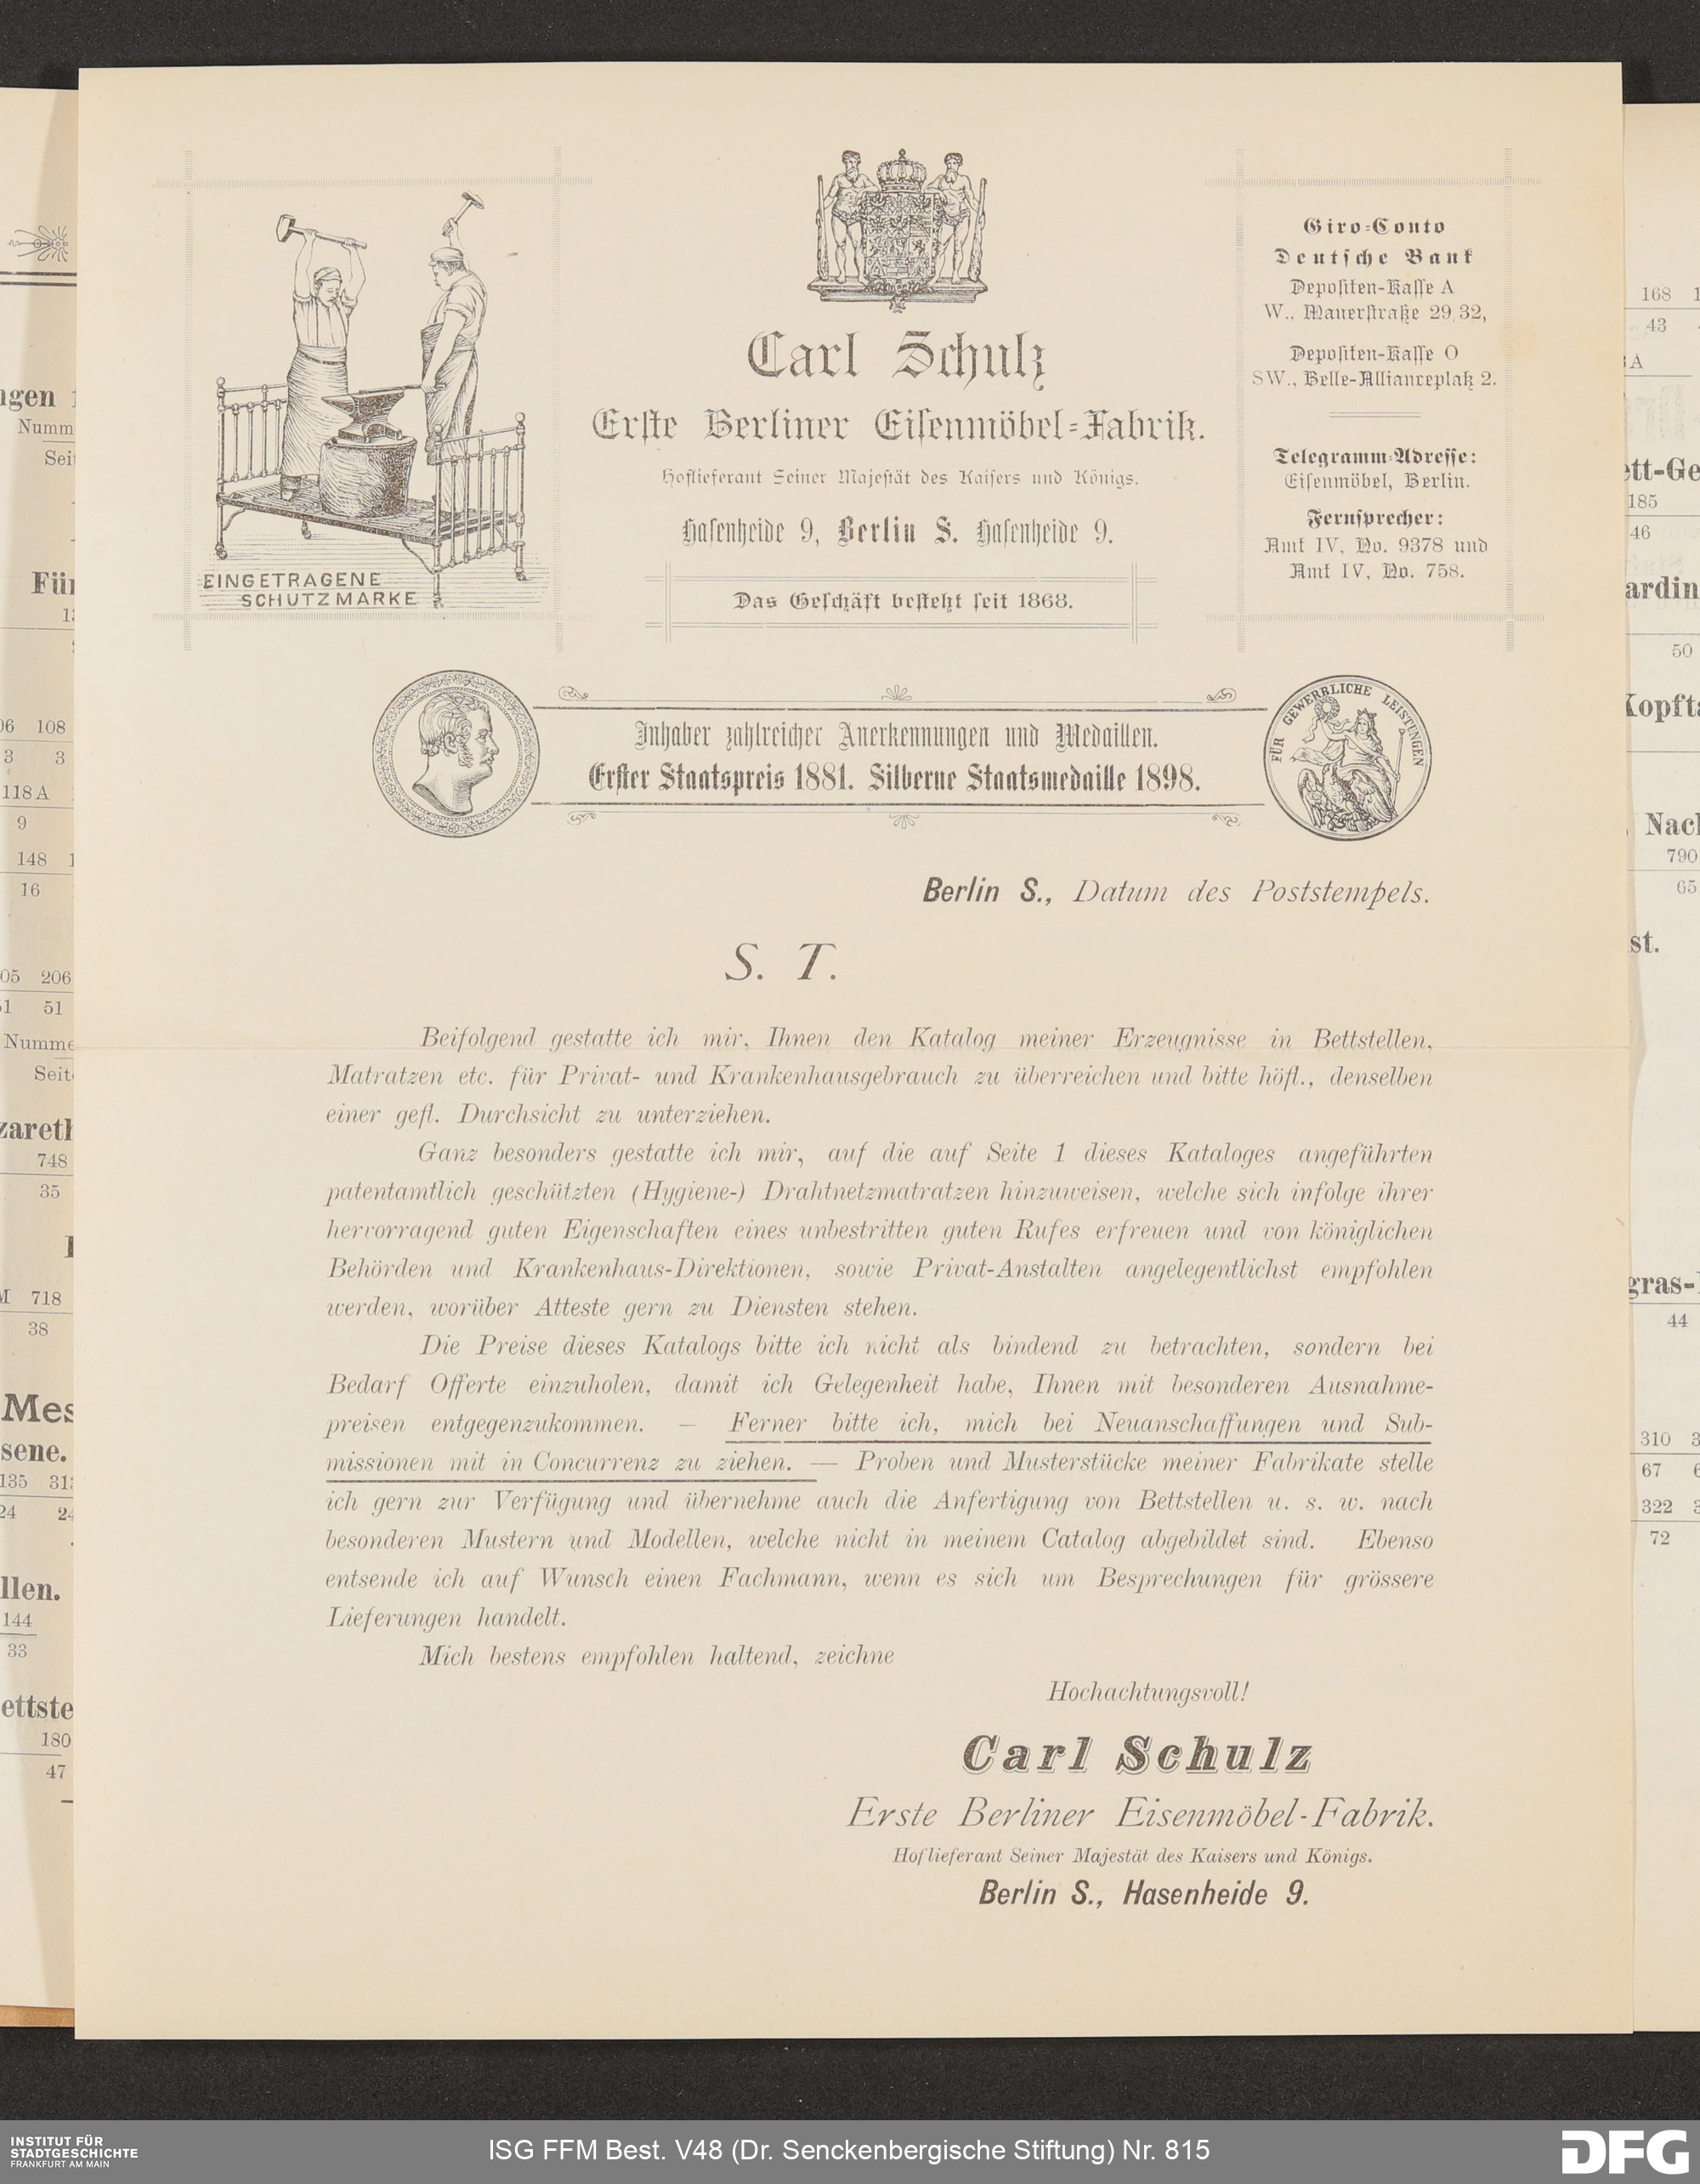 EINGETRAGENE
SCHUTZMARKE
Carl Schulz
Erste Berliner Eisenmöbel-Fabrik.
Hoflieferant Seiner Majestät des Kaisers und Königs.
Hasenheide 9, Berlin S. Hasenheide 9.
Das Geschäft besteht seit 1868.
Giro-Conto
Deutsche Bank
Depositen-Kasse A
W., Mauerstraße 29/32,
Depositen-Kasse O
SW., Belle-Allianceplatz 2.
Telegramm-Adresse:
Eisenmöbel, Berlin.
Fernsprecher:
Amt IV, No. 9378 und
Amt IV, No. 758.
Inhaber zahlreicher Anerkennungen und Medaillen.
Erster Staatspreis 1881. Silberne Staatsmedaille 1898.
FÜR GEWERBLICHE LEISTUNGEN
Berlin S., Datum des Poststempels.
S. T.
Beifolgend gestatte ich mir, Ihnen den Katalog meiner Erzeugnisse in Bettstellen,
Matratzen etc. für Privat- und Krankenhausgebrauch zu überreichen und bitte höfl., denselben
einer gefl. Durchsicht zu unterziehen.
Ganz besonders gestatte ich mir, auf die auf Seite 1 dieses Kataloges angeführten
patentamtlich geschützten (Hygiene-) Drahtnetzmatratzen hinzuweisen, welche sich infolge ihrer
hervorragend guten Eigenschaften eines unbestritten guten Rufes erfreuen und von königlichen
Behörden und Krankenhaus-Direktionen, sowie Privat-Anstalten angelegentlichst empfohlen
werden, worüber Atteste gern zu Diensten stehen.
Die Preise dieses Katalogs bitte ich nicht als bindend zu betrachten, sondern bei
Bedarf Offerte einzuholen, damit ich Gelegenheit habe, Ihnen mit besonderen Ausnahme-
preisen entgegenzukommen. — Ferner bitte ich, mich bei Neuanschaffungen und Sub-
missionen mit in Concurrenz zu ziehen. — Proben und Musterstücke meiner Fabrikate stelle
ich gern zur Verfügung und übernehme auch die Anfertigung von Bettstellen u. s. w. nach
besonderen Mustern und Modellen, welche nicht in meinem Catalog abgebildet sind. Ebenso
entsende ich auf Wunsch einen Fachmann, wenn es sich um Besprechungen für grössere
Lieferungen handelt.
Mich bestens empfohlen haltend, zeichne
Hochachtungsvoll!
Carl Schulz
Erste Berliner Eisenmöbel-Fabrik.
Hoflieferant Seiner Majestät des Kaisers und Königs.
Berlin S., Hasenheide 9.
INSTITUT FÜR
STADTGESCHICHTE
FRANKFURT AM MAIN
ISG FFM Best. V48 (Dr. Senckenbergische Stiftung) Nr. 815
DFG